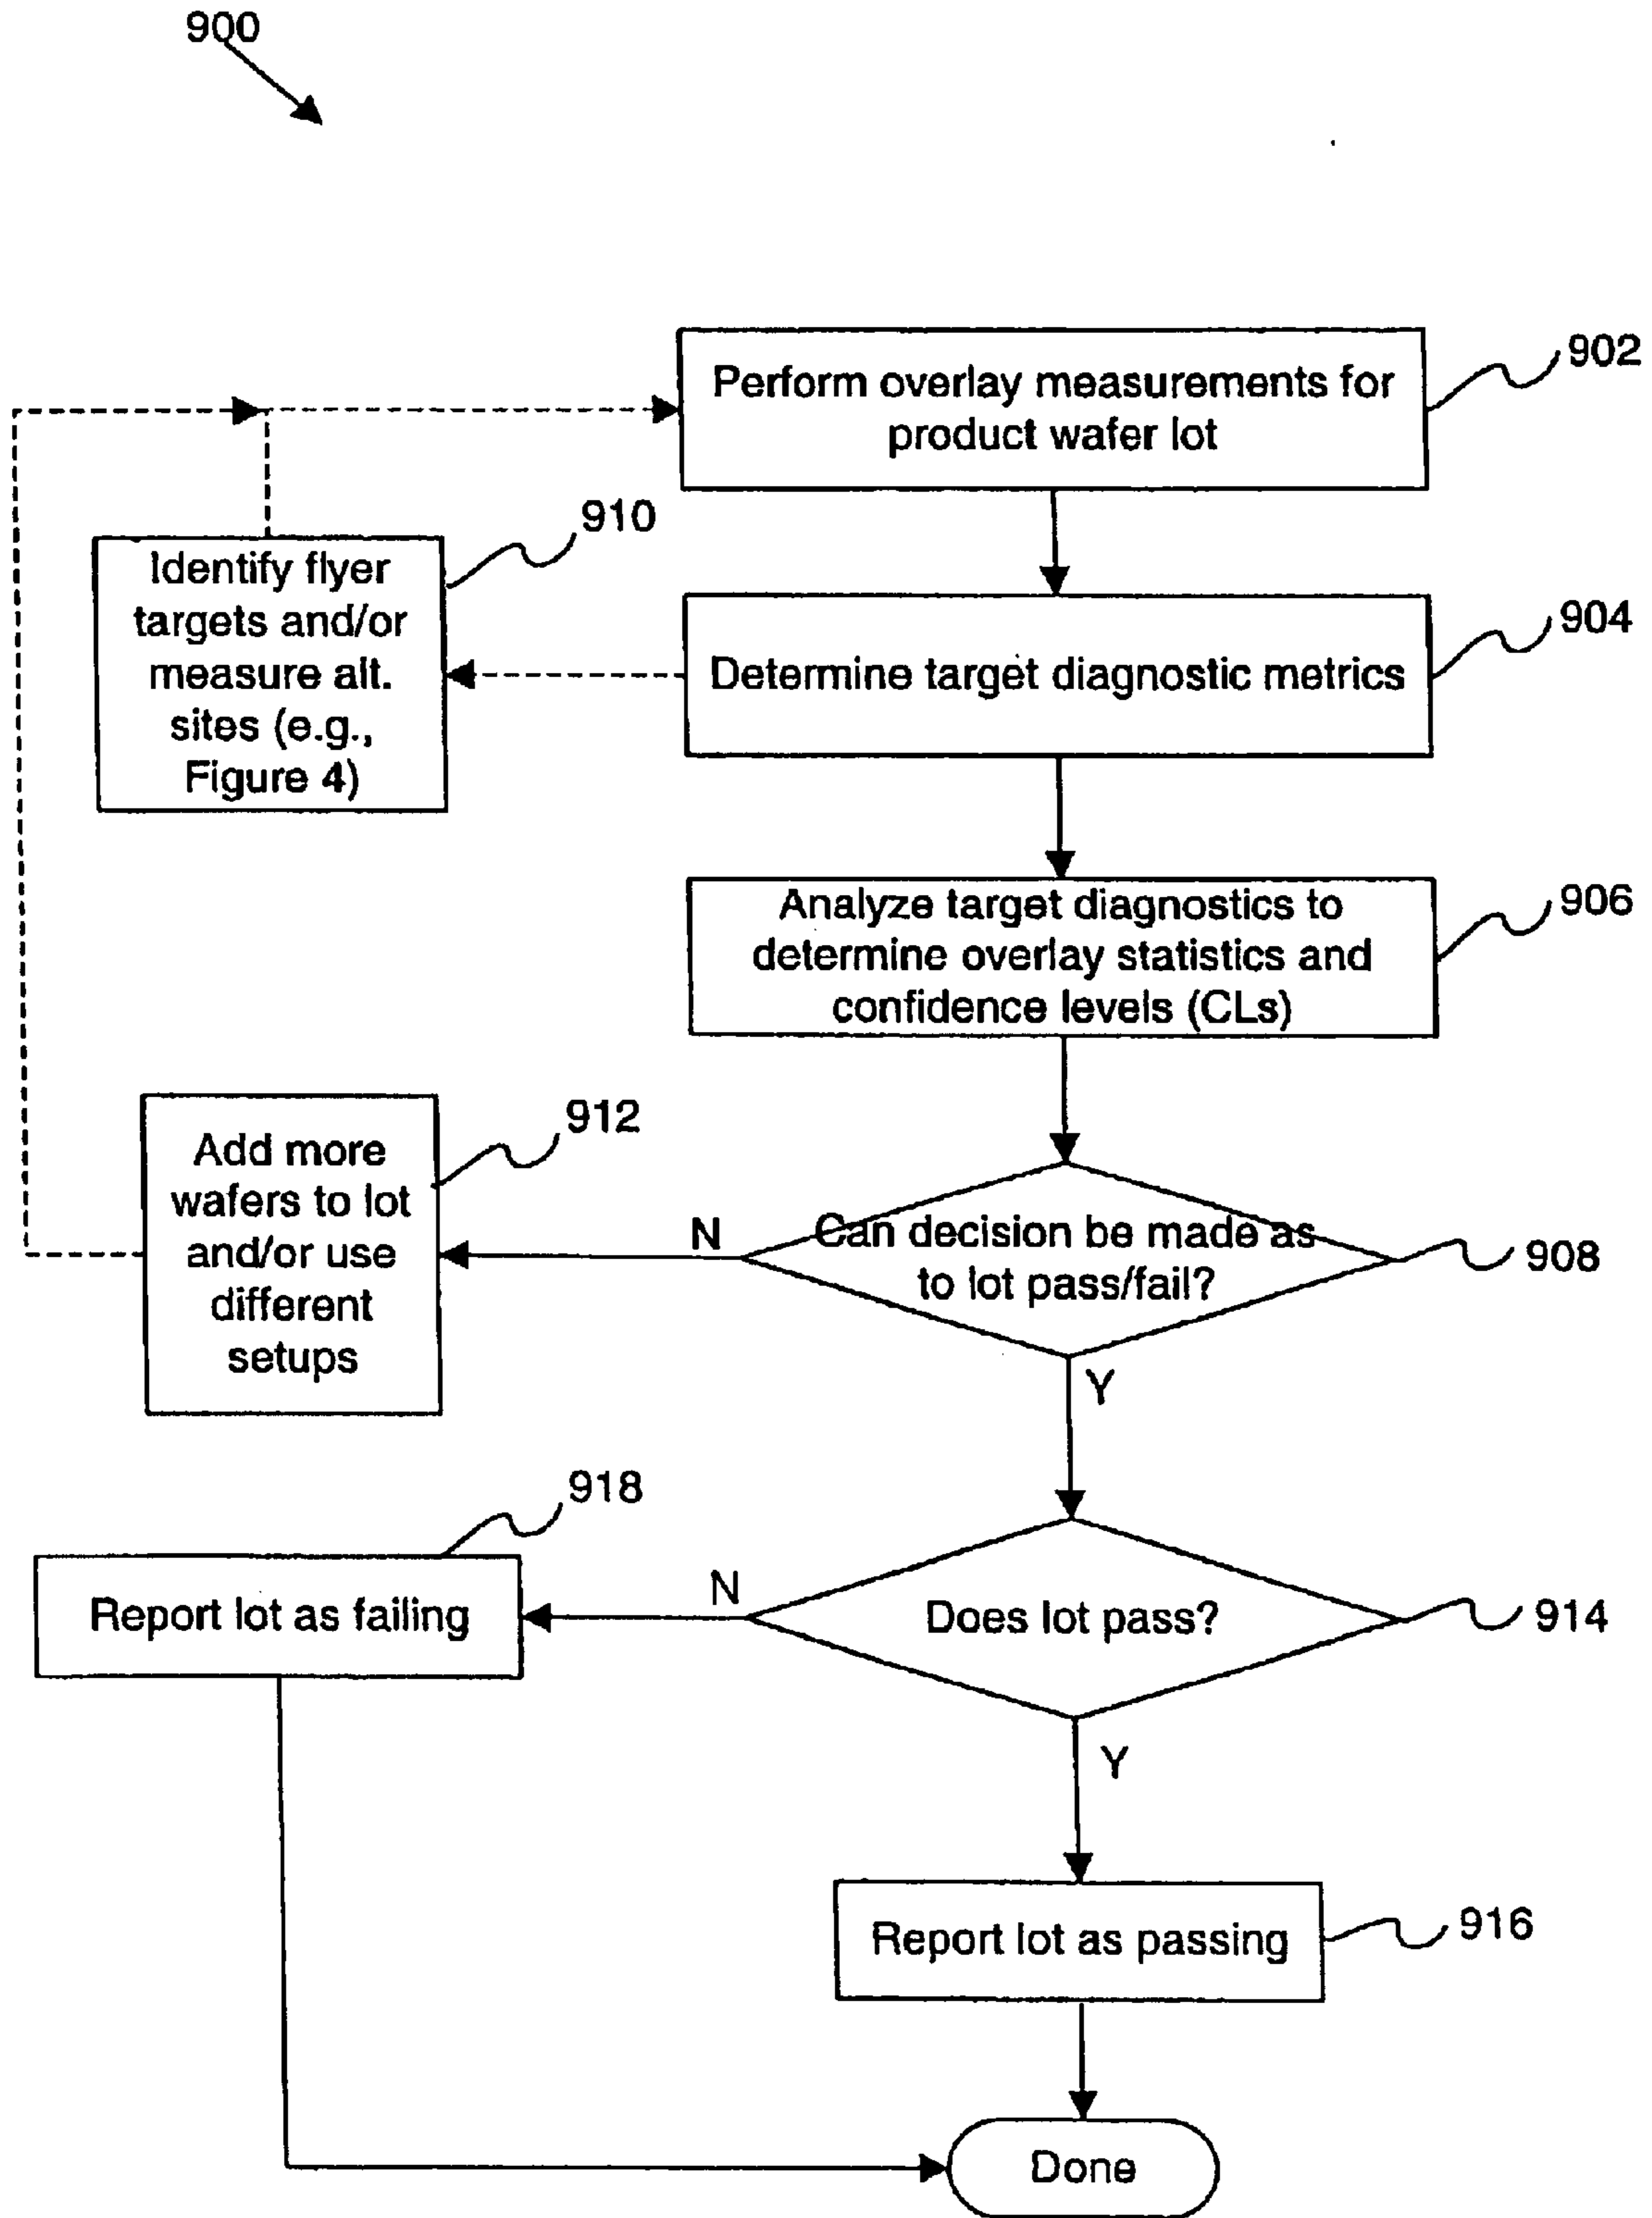 900
Perform overlay measurements for
product wafer lot
902
Identify flyer
targets and/or
measure alt.
sites (e.g.,
Figure 4)
910
Determine target diagnostic metrics
904
Analyze target diagnostics to
determine overlay statistics and
confidence levels (CLs)
906
Add more
wafers to lot
and/or use
different
setups
912
N
Can decision be made as
to lot pass/fail?
908
Y
918
Report lot as failing
N
Does lot pass?
914
Y
Report lot as passing
916
Done